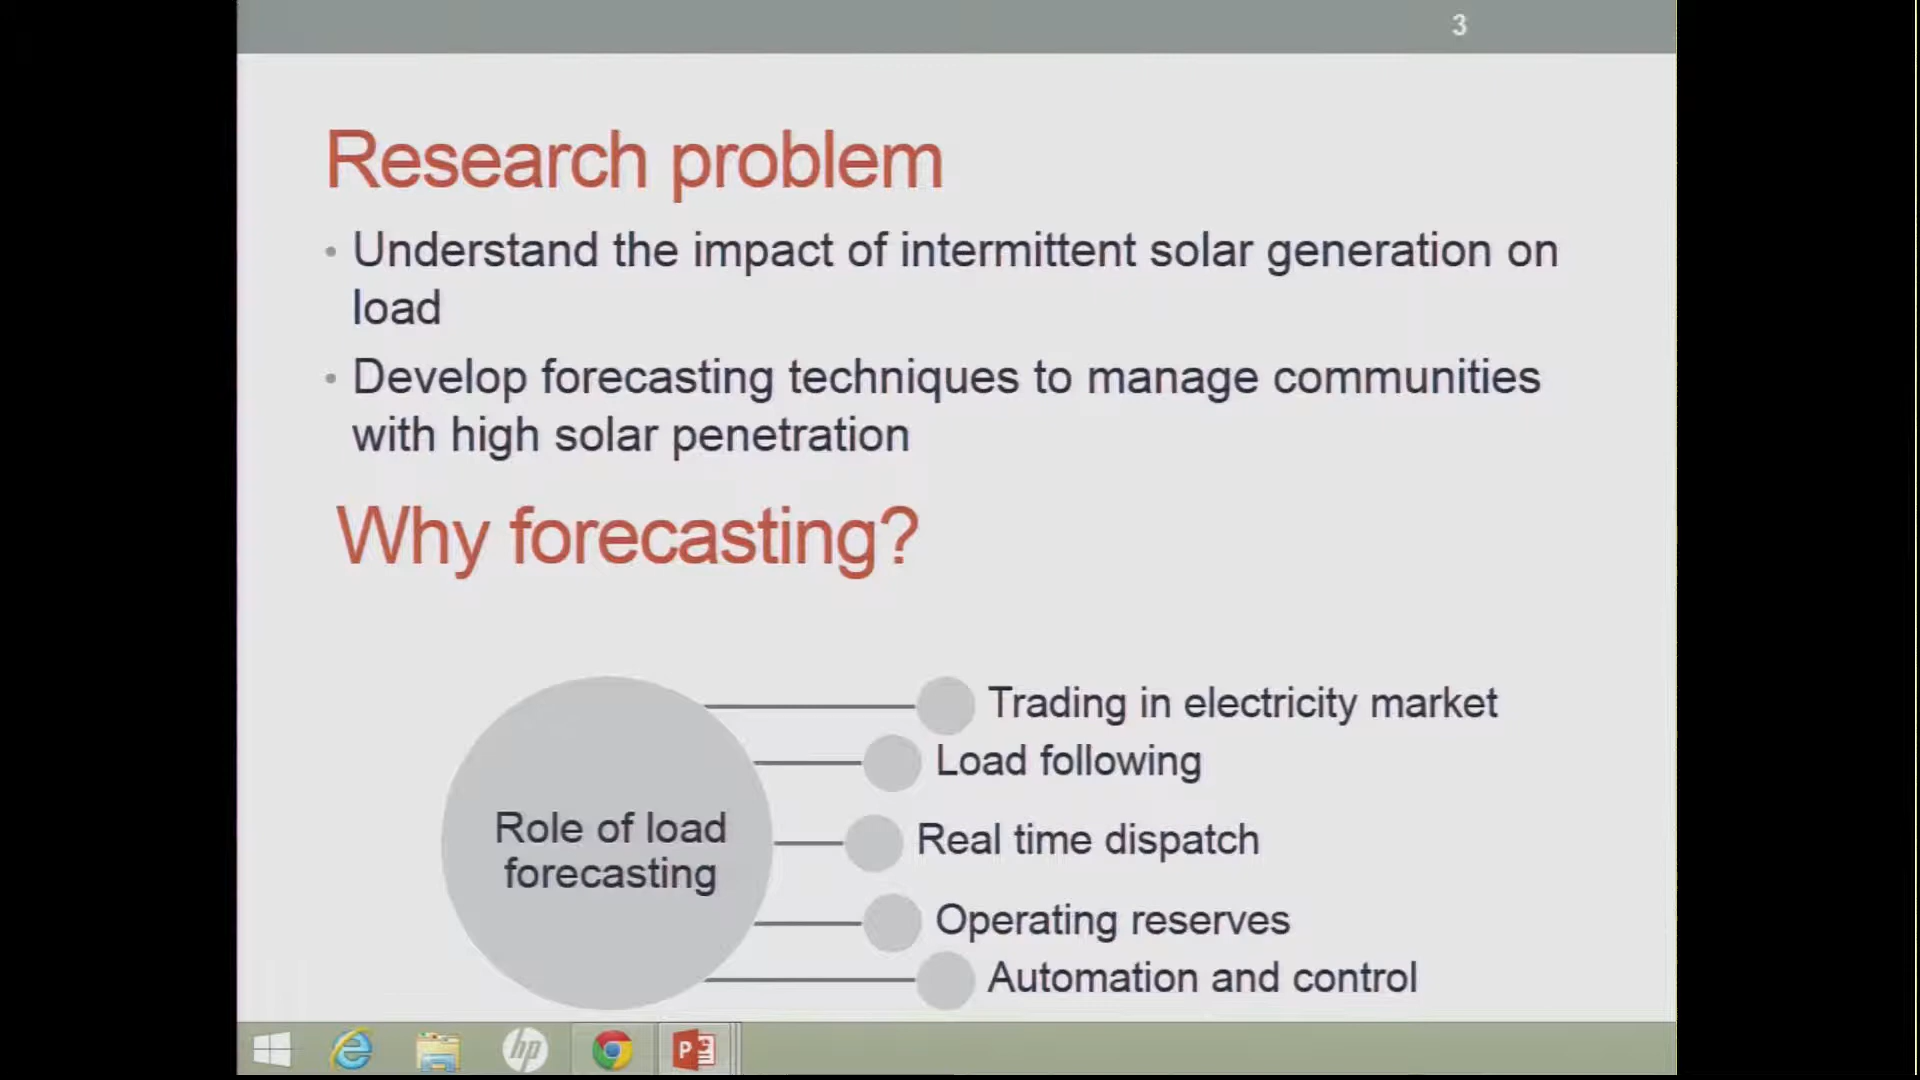 3
Research problem
• Understand the impact of intermittent solar generation on
load
• Develop forecasting techniques to manage communities
with high solar penetration
Why forecasting?
Role of load
forecasting
Trading in electricity market
Load following
Real time dispatch
Operating reserves
Automation and control
hp
P